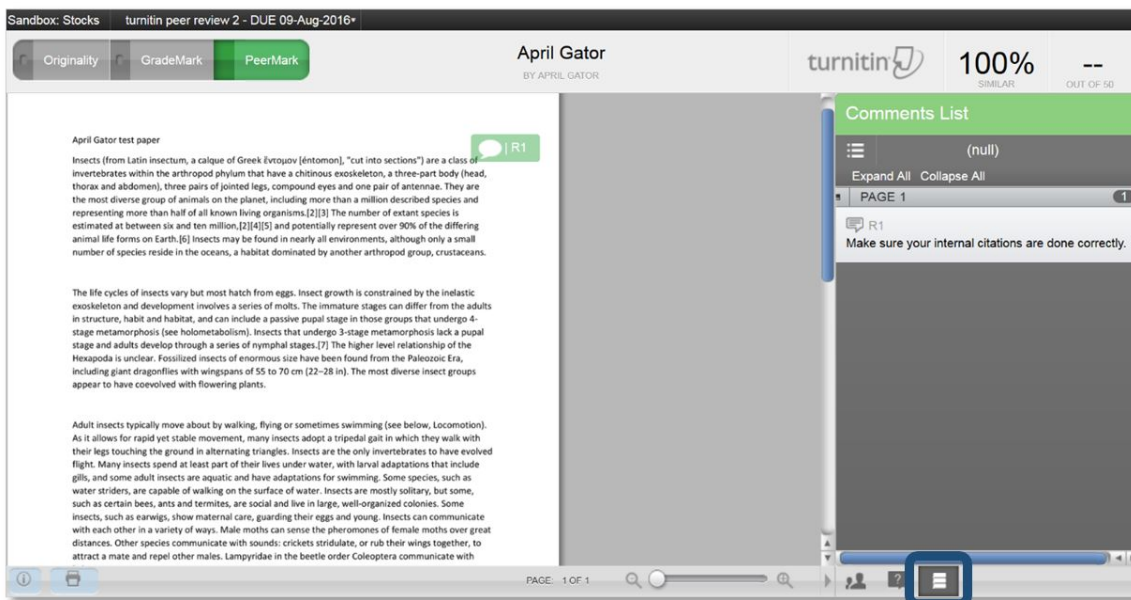 Sandbox: Stocks turnitin peer review 2 - DUE 09-Aug-2016
Originality GradeMark PeerMark
April Gator
BY APRIL GATOR
turnitin
100%
SIMILAR
--
OUT OF 50
April Gator test paper
R1
Insects (from Latin insectum, a calque of Greek ἔντομον [éntomon], "cut into sections") are a class of
invertebrates within the arthropod phylum that have a chitinous exoskeleton, a three-part body (head,
thorax and abdomen), three pairs of jointed legs, compound eyes and one pair of antennae. They are
the most diverse group of animals on the planet, including more than a million described species and
representing more than half of all known living organisms.[2][3] The number of extant species is
estimated at between six and ten million,[2][4][5] and potentially represent over 90% of the differing
animal life forms on Earth.[6] Insects may be found in nearly all environments, although only a small
number of species reside in the oceans, a habitat dominated by another arthropod group, crustaceans.
The life cycles of insects vary but most hatch from eggs. Insect growth is constrained by the inelastic
exoskeleton and development involves a series of molts. The immature stages can differ from the adults
in structure, habit and habitat, and can include a passive pupal stage in those groups that undergo 4-
stage metamorphosis (see holometabolism). Insects that undergo 3-stage metamorphosis lack a pupal
stage and adults develop through a series of nymphal stages.[7] The higher level relationship of the
Hexapoda is unclear. Fossilized insects of enormous size have been found from the Paleozoic Era,
including giant dragonflies with wingspans of 55 to 70 cm (22–28 in). The most diverse insect groups
appear to have coevolved with flowering plants.
Adult insects typically move about by walking, flying or sometimes swimming (see below, Locomotion).
As it allows for rapid yet stable movement, many insects adopt a tripedal gait in which they walk with
their legs touching the ground in alternating triangles. Insects are the only invertebrates to have evolved
flight. Many insects spend at least part of their lives under water, with larval adaptations that include
gills, and some adult insects are aquatic and have adaptations for swimming. Some species, such as
water striders, are capable of walking on the surface of water. Insects are mostly solitary, but some,
such as certain bees, ants and termites, are social and live in large, well-organized colonies. Some
insects, such as earwigs, show maternal care, guarding their eggs and young. Insects can communicate
with each other in a variety of ways. Male moths can sense the pheromones of female moths over great
distances. Other species communicate with sounds: crickets stridulate, or rub their wings together, to
attract a mate and repel other males. Lampyridae in the beetle order Coleoptera communicate with
Comments List
(null)
Expand All Collapse All
PAGE 1 1
R1
Make sure your internal citations are done correctly.
PAGE: 1 OF 1